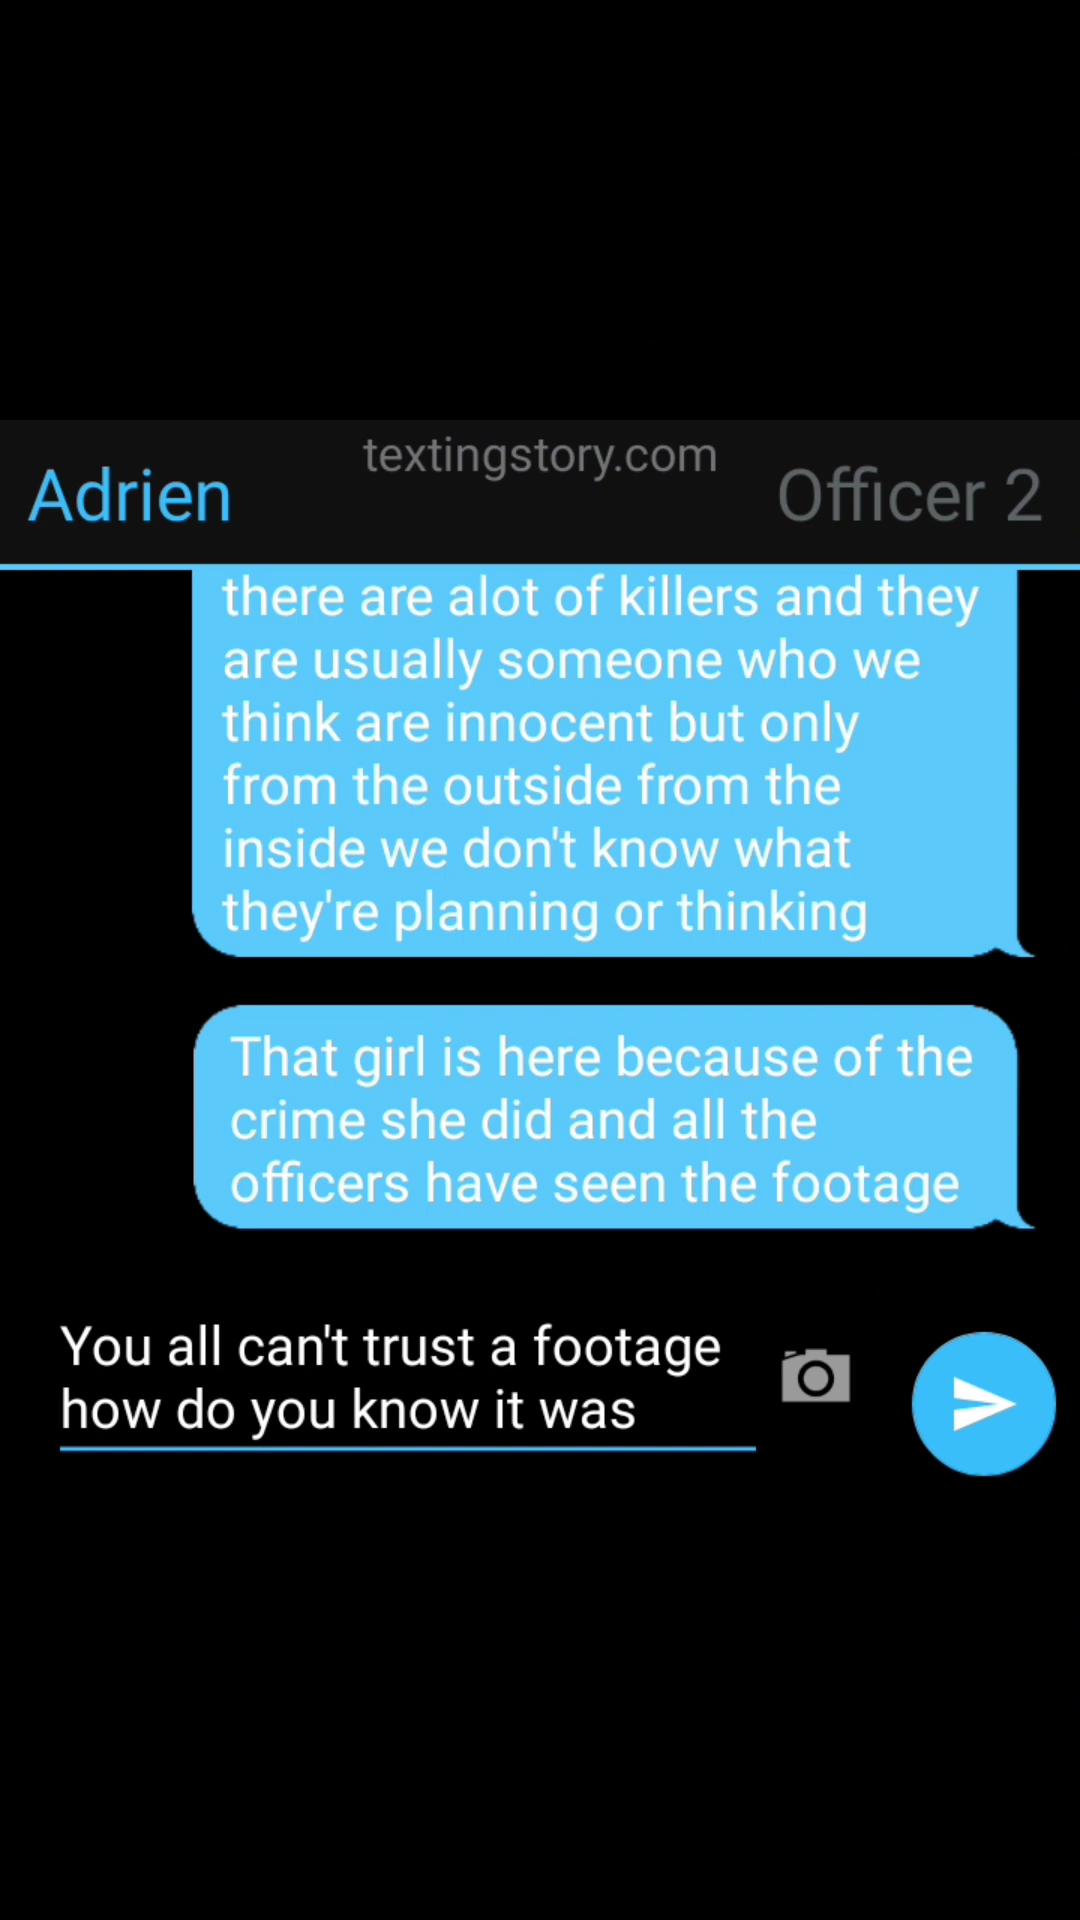 textingstory.com
Adrien
Officer 2
there are alot of killers and they
are usually someone who we
think are innocent but only
from the outside from the
inside we don't know what
they're planning or thinking
That girl is here because of the
crime she did and all the
officers have seen the footage
You all can't trust a footage
how do you know it was